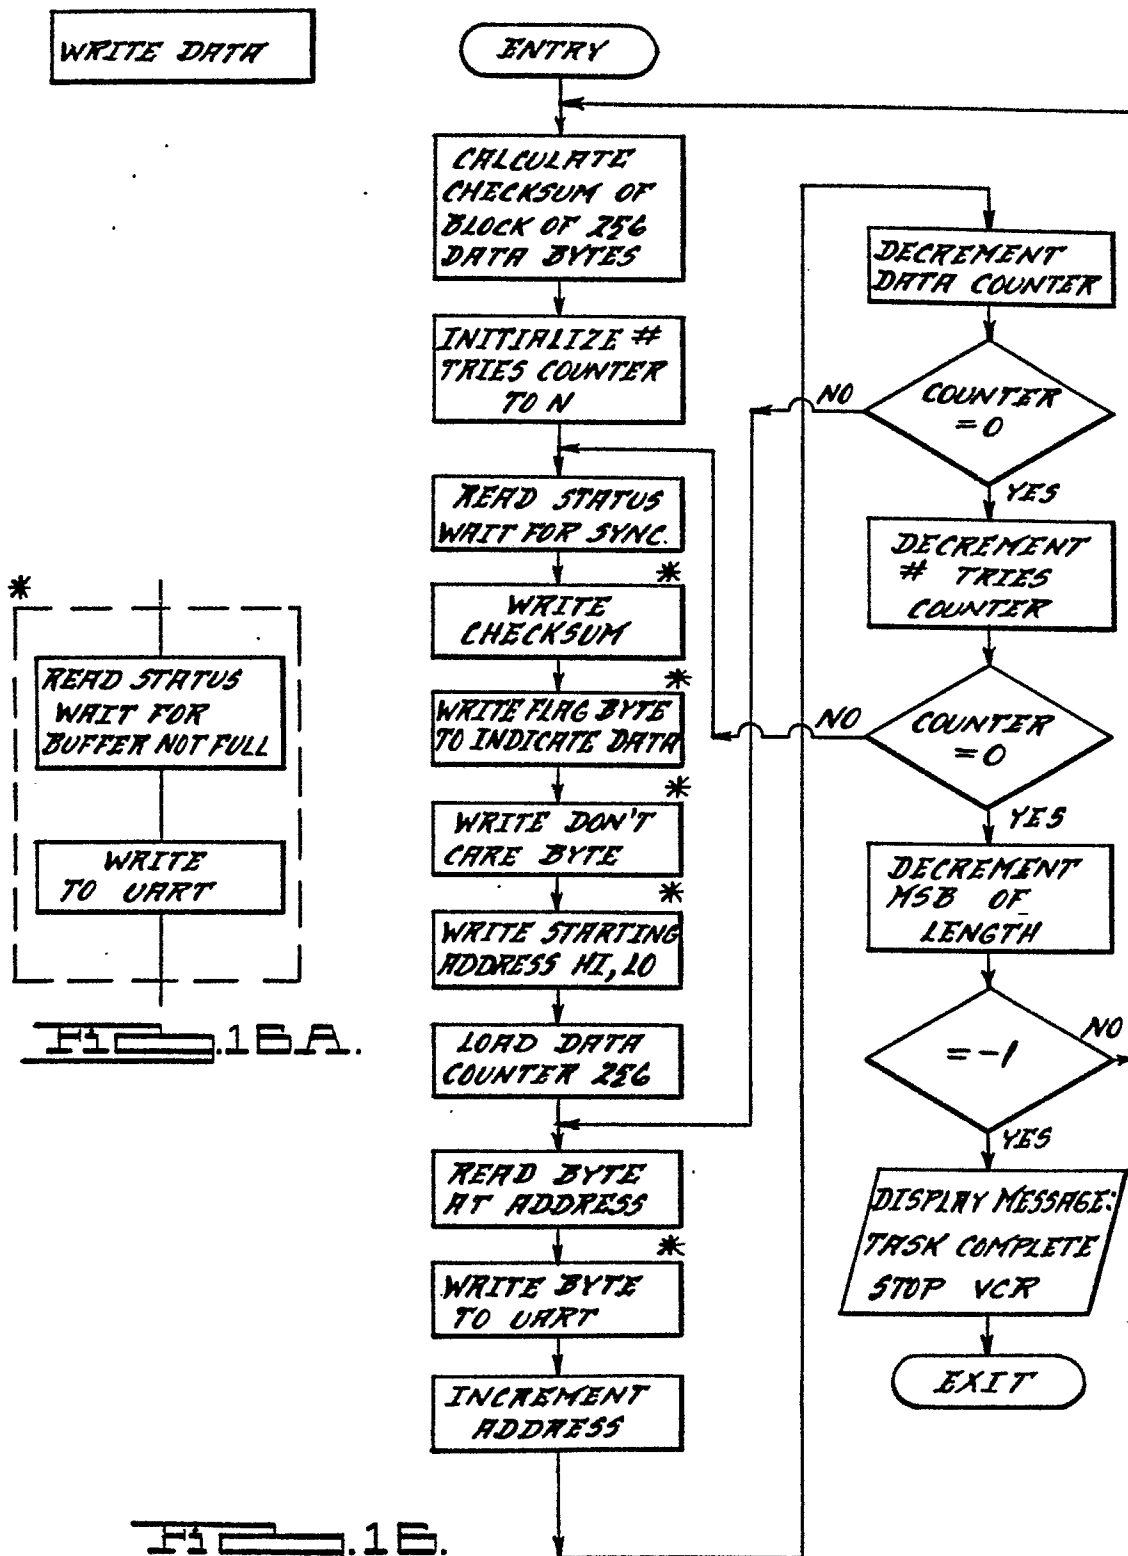 WRITE DATA
ENTRY
CALCULATE
CHECKSUM OF
BLOCK OF 256
DATA BYTES
INITIALIZE #
TRIES COUNTER
TO N
READ STATUS
WAIT FOR SYNC.
*
WRITE
CHECKSUM
*
WRITE FLAG BYTE
TO INDICATE DATA
*
WRITE DON'T
CARE BYTE
*
WRITE STARTING
ADDRESS HI, LO
LOAD DATA
COUNTER 256
READ BYTE
AT ADDRESS
*
WRITE BYTE
TO UART
INCREMENT
ADDRESS
DECREMENT
DATA COUNTER
COUNTER
= 0
NO
YES
DECREMENT
# TRIES
COUNTER
COUNTER
= 0
NO
YES
DECREMENT
MSB OF
LENGTH
= -1
NO
YES
DISPLAY MESSAGE:
TASK COMPLETE
STOP VCR
EXIT
*
READ STATUS
WAIT FOR
BUFFER NOT FULL
WRITE
TO UART